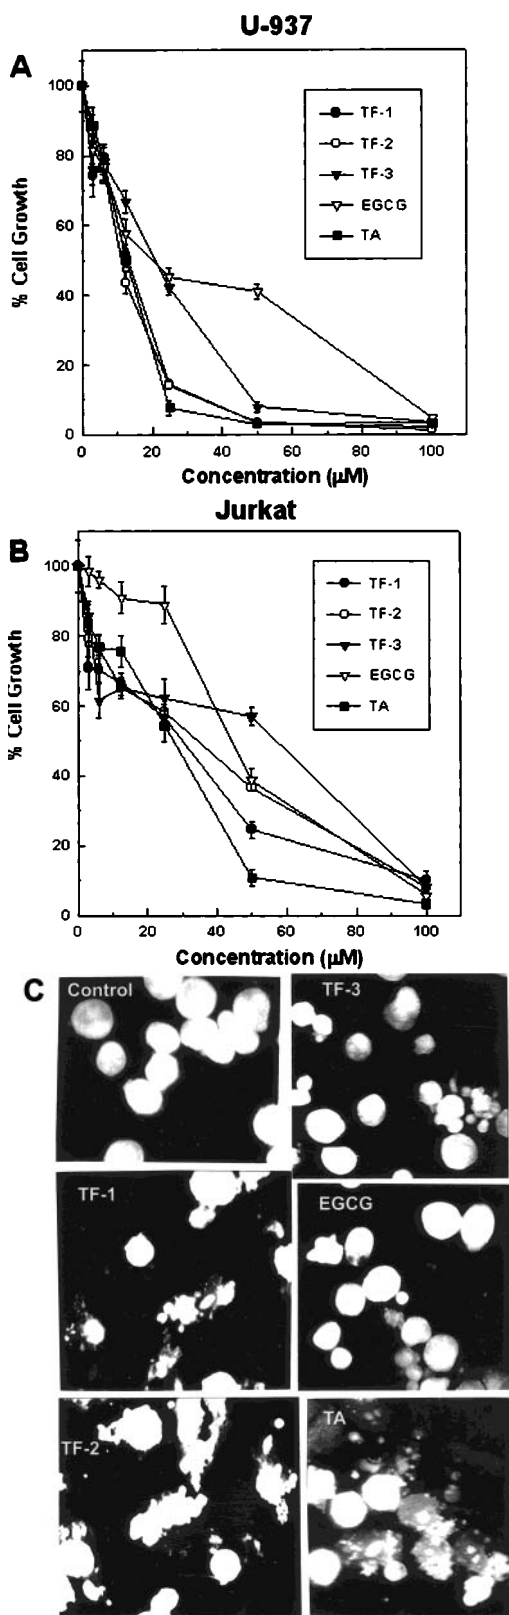 U-937
A
100
80
60
40
20
0
% Cell Growth
TF-1
TF-2
TF-3
EGCG
TA
0 20 40 60 80 100
Concentration (μM)
Jurkat
B
100
80
60
40
20
0
% Cell Growth
TF-1
TF-2
TF-3
EGCG
TA
0 20 40 60 80 100
Concentration (μM)
C
Control
TF-3
TF-1
EGCG
TF-2
TA